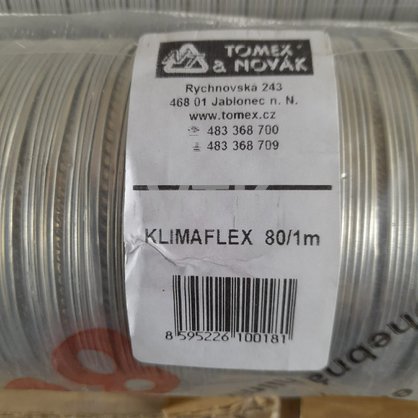 TOMEX
& NOVÁK
Rychnovská 243
468 01 Jablonec n. N.
www.tomex.cz
483 368 700
483 368 709
KLIMAFLEX 80/1m
8 595226 100181
hebná